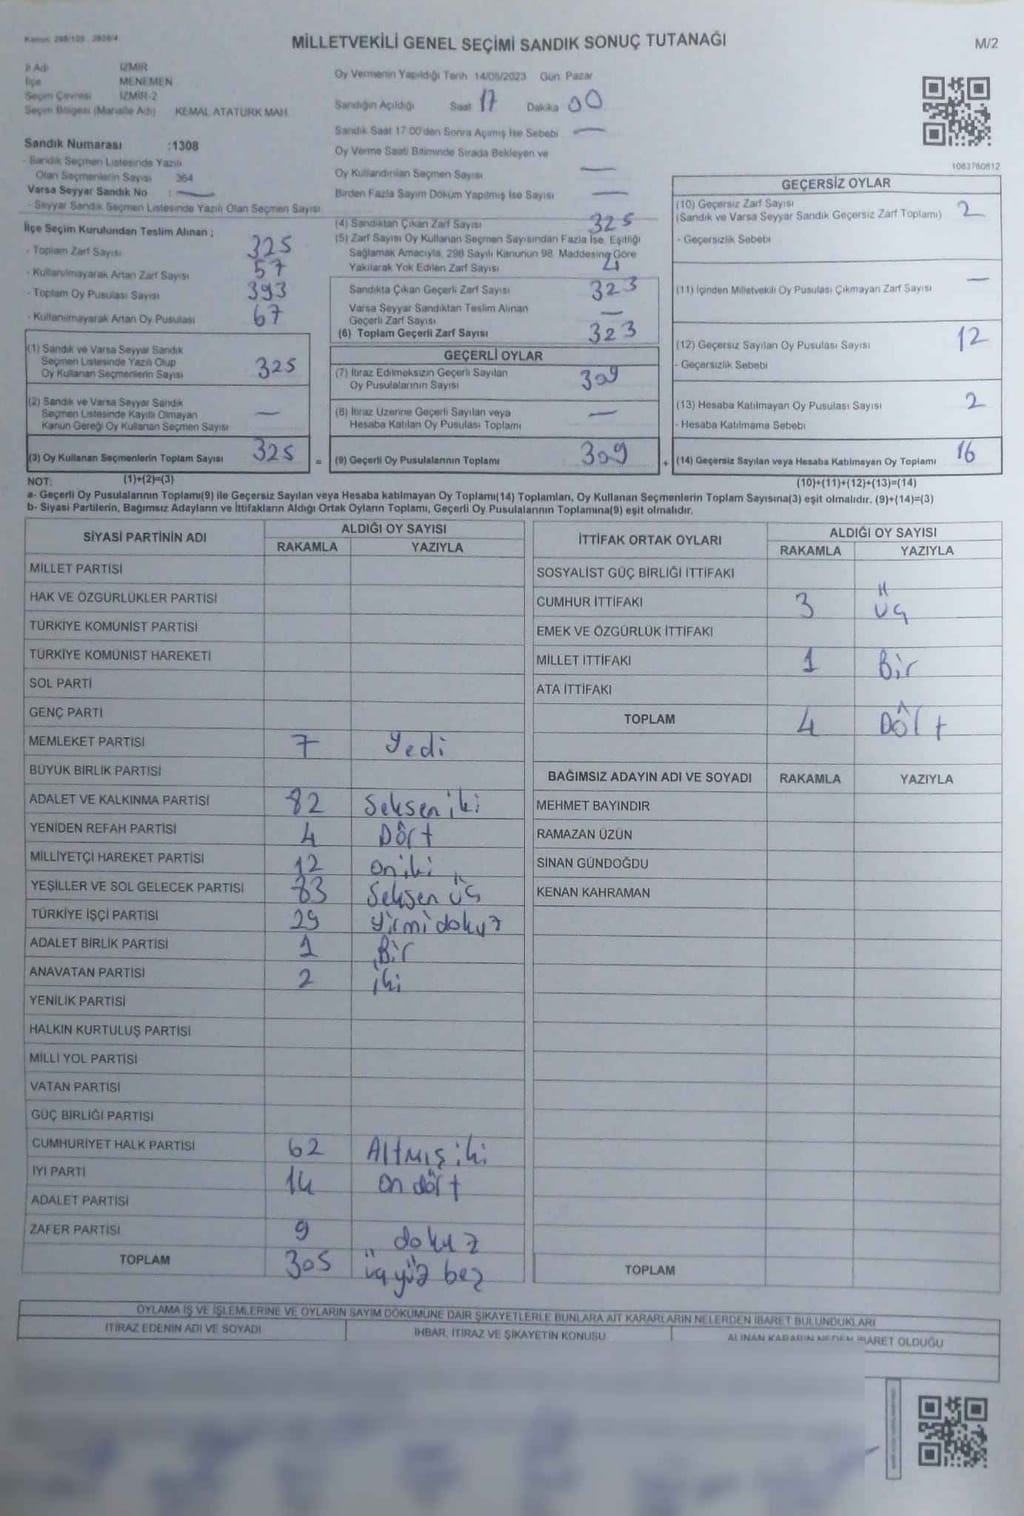 Kanun: 298/105 , 2839/4
MİLLETVEKİLİ GENEL SEÇİMİ SANDIK SONUÇ TUTANAĞI
M/2
İl Adı IZMIR
İlçe MENEMEN
Seçim Çevresi IZMIR-2
Seçim Bölgesi (Mahalle Adı) KEMAL ATATÜRK MAH.
Sandık Numarası :1308
- Sandık Seçmen Listesinde Yazılı
Olan Seçmenlerin Sayısı 364
Varsa Seyyar Sandık No : —
- Seyyar Sandık Seçmen Listesinde Yazılı Olan Seçmen Sayısı
İlçe Seçim Kurulundan Teslim Alınan ;
- Toplam Zarf Sayısı 325
- Kullanılmayarak Artan Zarf Sayısı 57
- Toplam Oy Pusulası Sayısı 393
- Kullanılmayarak Artan Oy Pusulası 67
(1) Sandık ve Varsa Seyyar Sandık
Seçmen Listesinde Yazılı Olup
Oy Kullanan Seçmenlerin Sayısı 325
(2) Sandık ve Varsa Seyyar Sandık
Seçmen Listesinde Kayıtlı Olmayan
Kanun Gereği Oy Kullanan Seçmen Sayısı —
(3) Oy Kullanan Seçmenlerin Toplam Sayısı 325
Oy Vermenin Yapıldığı Tarih 14/05/2023 Gün Pazar
Sandığın Açıldığı Saat 17 Dakika 00
Sandık Saat 17:00'den Sonra Açılmış İse Sebebi —
Oy Verme Saati Bitiminde Sırada Bekleyen ve
Oy Kullandırılan Seçmen Sayısı —
Birden Fazla Sayım Döküm Yapılmış İse Sayısı —
(4) Sandıktan Çıkan Zarf Sayısı 325
(5) Zarf Sayısı Oy Kullanan Seçmen Sayısından Fazla İse, Eşitliği
Sağlamak Amacıyla, 298 Sayılı Kanunun 98. Maddesine Göre
Yakılarak Yok Edilen Zarf Sayısı
Sandıkta Çıkan Geçerli Zarf Sayısı 323
Varsa Seyyar Sandıktan Teslim Alınan
Geçerli Zarf Sayısı —
(6) Toplam Geçerli Zarf Sayısı 323
GEÇERLİ OYLAR
(7) İtiraz Edilmeksizin Geçerli Sayılan
Oy Pusulalarının Sayısı 309
(8) İtiraz Üzerine Geçerli Sayılan veya
Hesaba Katılan Oy Pusulası Toplamı —
= (9) Geçerli Oy Pusulalarının Toplamı 309
1083760812
GEÇERSİZ OYLAR
(10) Geçersiz Zarf Sayısı
(Sandık ve Varsa Seyyar Sandık Geçersiz Zarf Toplamı) 2
- Geçersizlik Sebebi
(11) İçinden Milletvekili Oy Pusulası Çıkmayan Zarf Sayısı —
(12) Geçersiz Sayılan Oy Pusulası Sayısı 12
- Geçersizlik Sebebi
(13) Hesaba Katılmayan Oy Pusulası Sayısı 2
- Hesaba Katılmama Sebebi
+ (14) Geçersiz Sayılan veya Hesaba Katılmayan Oy Toplamı 16
NOT: (1)+(2)=(3) (10)+(11)+(12)+(13)=(14)
a- Geçerli Oy Pusulalarının Toplamı(9) ile Geçersiz Sayılan veya Hesaba katılmayan Oy Toplamı(14) Toplamları, Oy Kullanan Seçmenlerin Toplam Sayısına(3) eşit olmalıdır. (9)+(14)=(3)
b- Siyasi Partilerin, Bağımsız Adayların ve İttifakların Aldığı Ortak Oyların Toplamı, Geçerli Oy Pusulalarının Toplamına(9) eşit olmalıdır.
SİYASİ PARTİNİN ADI ALDIĞI OY SAYISI
RAKAMLA YAZIYLA
MİLLET PARTİSİ
HAK VE ÖZGÜRLÜKLER PARTİSİ
TÜRKİYE KOMÜNİST PARTİSİ
TÜRKİYE KOMÜNİST HAREKETİ
SOL PARTİ
GENÇ PARTİ
MEMLEKET PARTİSİ 7 Yedi
BÜYÜK BİRLİK PARTİSİ
ADALET VE KALKINMA PARTİSİ 82 Seksen iki
YENİDEN REFAH PARTİSİ 4 Dört
MİLLİYETÇİ HAREKET PARTİSİ 12 on iki
YEŞİLLER VE SOL GELECEK PARTİSİ 83 Seksen üç
TÜRKİYE İŞÇİ PARTİSİ 29 yirmi dokuz
ADALET BİRLİK PARTİSİ 1 Bir
ANAVATAN PARTİSİ 2 iki
YENİLİK PARTİSİ
HALKIN KURTULUŞ PARTİSİ
MİLLİ YOL PARTİSİ
VATAN PARTİSİ
GÜÇ BİRLİĞİ PARTİSİ
CUMHURİYET HALK PARTİSİ 62 Altmış iki
İYİ PARTİ 14 on dört
ADALET PARTİSİ
ZAFER PARTİSİ 9 dokuz
TOPLAM 305 üçyüz beş
İTTİFAK ORTAK OYLARI ALDIĞI OY SAYISI
RAKAMLA YAZIYLA
SOSYALİST GÜÇ BİRLİĞİ İTTİFAKI
CUMHUR İTTİFAKI 3 üç
EMEK VE ÖZGÜRLÜK İTTİFAKI
MİLLET İTTİFAKI 1 Bir
ATA İTTİFAKI
TOPLAM 4 Dört
BAĞIMSIZ ADAYIN ADI VE SOYADI RAKAMLA YAZIYLA
MEHMET BAYINDIR
RAMAZAN ÜZÜN
SİNAN GÜNDOĞDU
KENAN KAHRAMAN
TOPLAM
OYLAMA İŞ VE İŞLEMLERİNE VE OYLARIN SAYIM DÖKÜMÜNE DAİR ŞİKAYETLERLE BUNLARA AİT KARARLARIN NELERDEN İBARET BULUNDUKLARI
İTİRAZ EDENİN ADI VE SOYADI İHBAR, İTİRAZ VE ŞİKAYETİN KONUSU ALINAN KARARIN NEDEN İBARET OLDUĞU